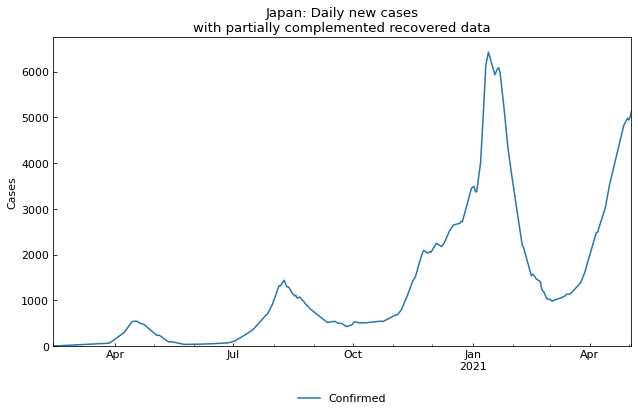 Japan: Daily new cases
with partially complemented recovered data
Cases
6000
5000
4000
3000
2000
1000
0
Apr
Jul
Oct
Jan
2021
Apr
Confirmed